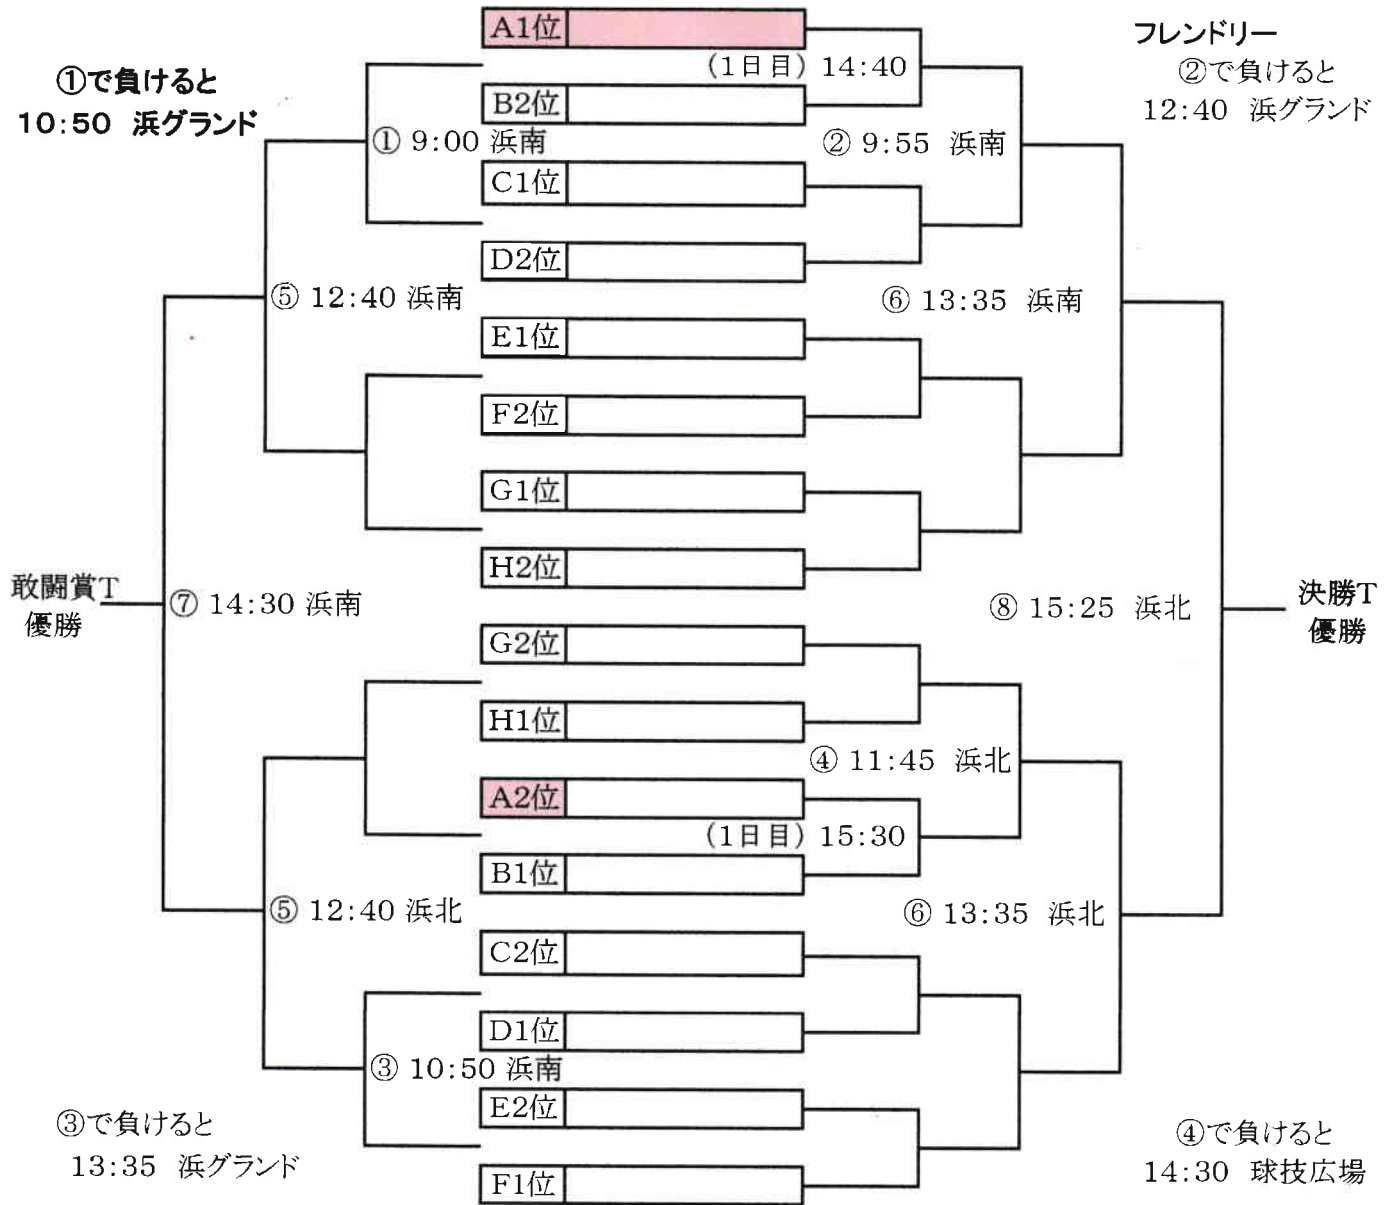 A1位
フレンドリー
①で負けると
10:50 浜グランド
(1日目) 14:40
②で負けると
12:40 浜グランド
B2位
① 9:00 浜南
② 9:55 浜南
C1位
D2位
⑤ 12:40 浜南
⑥ 13:35 浜南
E1位
F2位
G1位
H2位
敢闘賞T
優勝
⑦ 14:30 浜南
⑧ 15:25 浜北
決勝T
優勝
G2位
H1位
④ 11:45 浜北
A2位
(1日目) 15:30
B1位
⑤ 12:40 浜北
⑥ 13:35 浜北
C2位
D1位
③ 10:50 浜南
E2位
③で負けると
13:35 浜グランド
④で負けると
14:30 球技広場
F1位